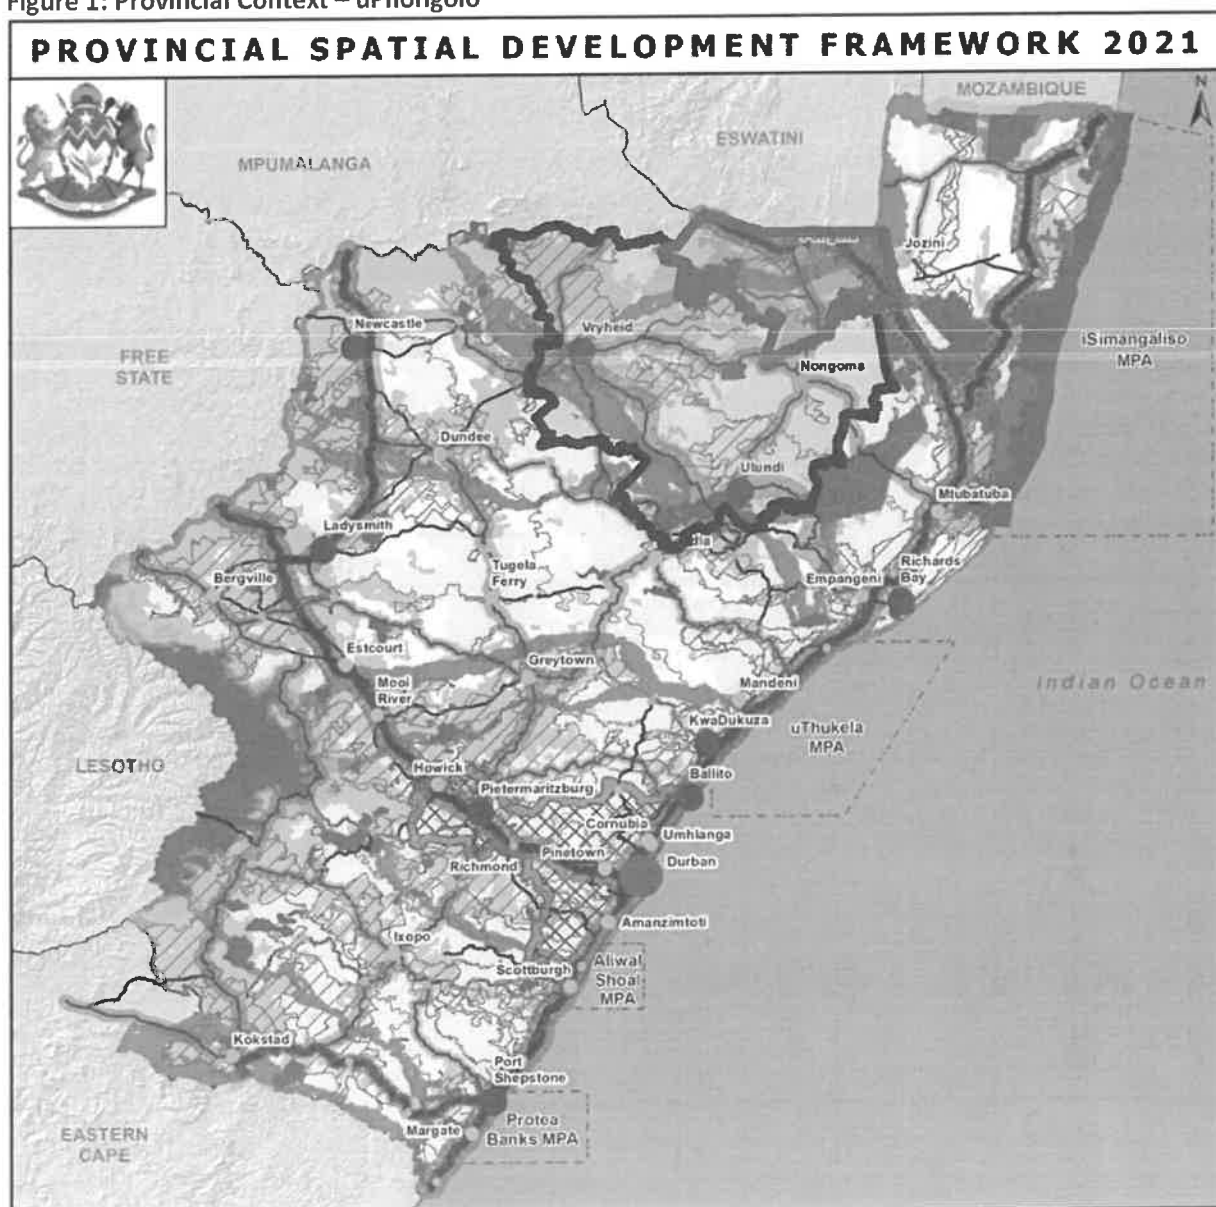 Figure 1: Provincial Context – uPhongolo
PROVINCIAL SPATIAL DEVELOPMENT FRAMEWORK 2021
MOZAMBIQUE
N
ESWATINI
MPUMALANGA
Jozini
Newcastle
Vryheid
iSimangaliso
MPA
FREE
STATE
Nongoma
Dundee
Ulundi
Mtubatuba
Ladysmith
Bergville
Tugela
Ferry
Empangeni
Richards
Bay
Estcourt
Greytown
Mooi
River
Mandeni
Indian Ocean
KwaDukuza
uThukela
MPA
LESOTHO
Howick
Ballito
Pietermaritzburg
Cornubia
Umhlanga
Pinetown
Durban
Richmond
Amanzimtoti
Ixopo
Scottburgh
Aliwal
Shoal
MPA
Kokstad
Port
Shepstone
Margate
Protea
Banks MPA
EASTERN
CAPE